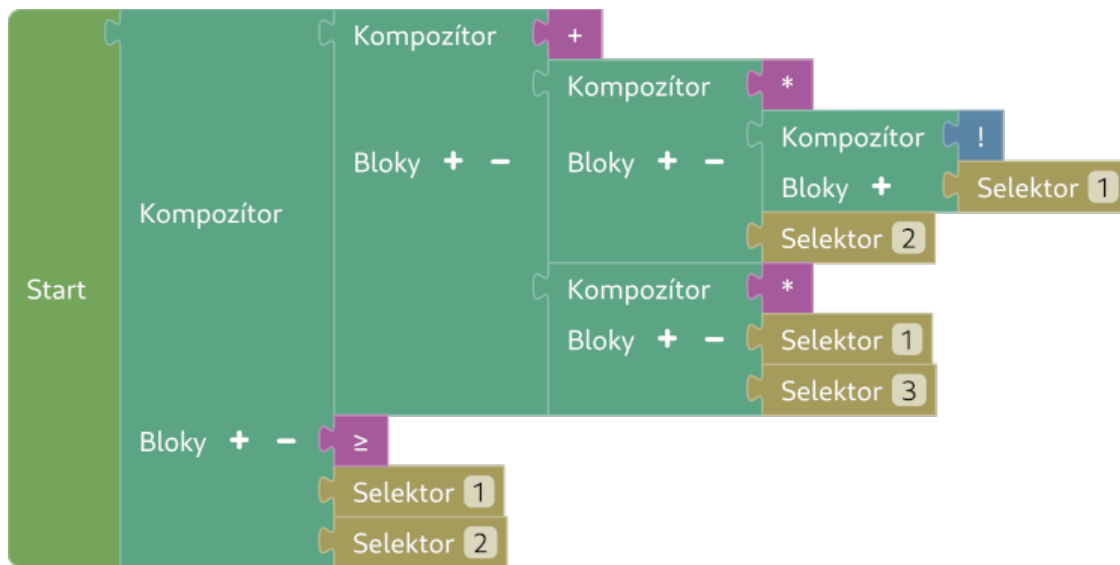 Kompozítor +
Kompozítor *
Kompozítor !
Bloky + − Bloky + − Bloky + Selektor 1
Kompozítor
Selektor 2
Start Kompozítor *
Bloky + − Selektor 1
Selektor 3
Bloky + − ≥
Selektor 1
Selektor 2